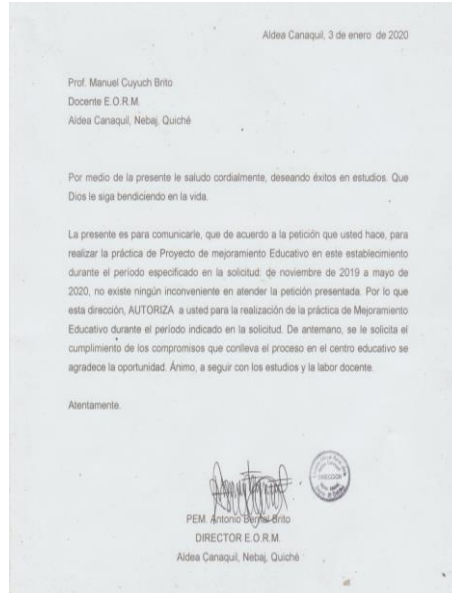 Aldea Canaquil, 3 de enero de 2020
Prof. Manuel Cuyuch Brito
Docente E.O.R.M.
Aldea Canaquil, Nebaj, Quiché
Por medio de la presente le saludo cordialmente, deseando éxitos en estudios. Que
Dios le siga bendiciendo en la vida.
La presente es para comunicarle, que de acuerdo a la petición que usted hace, para
realizar la práctica de Proyecto de mejoramiento Educativo en este establecimiento
durante el período especificado en la solicitud: de noviembre de 2019 a mayo de
2020, no existe ningún inconveniente en atender la petición presentada. Por lo que
esta dirección, AUTORIZA a usted para la realización de la práctica de Mejoramiento
Educativo durante el período indicado en la solicitud. De antemano, se le solicita el
cumplimiento de los compromisos que conlleva el proceso en el centro educativo se
agradece la oportunidad. Ánimo, a seguir con los estudios y la labor docente.
Atentamente.
DIRECCION
PEM. Antonio Brito
DIRECTOR E.O.R.M.
Aldea Canaquil, Nebaj, Quiché